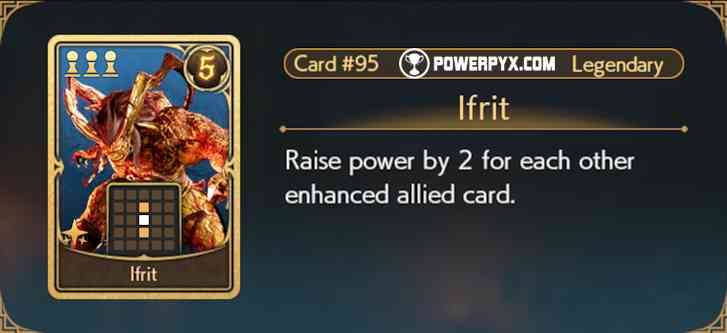 5
Ifrit
Card #95 POWERPYX.COM Legendary
Ifrit
Raise power by 2 for each other
enhanced allied card.